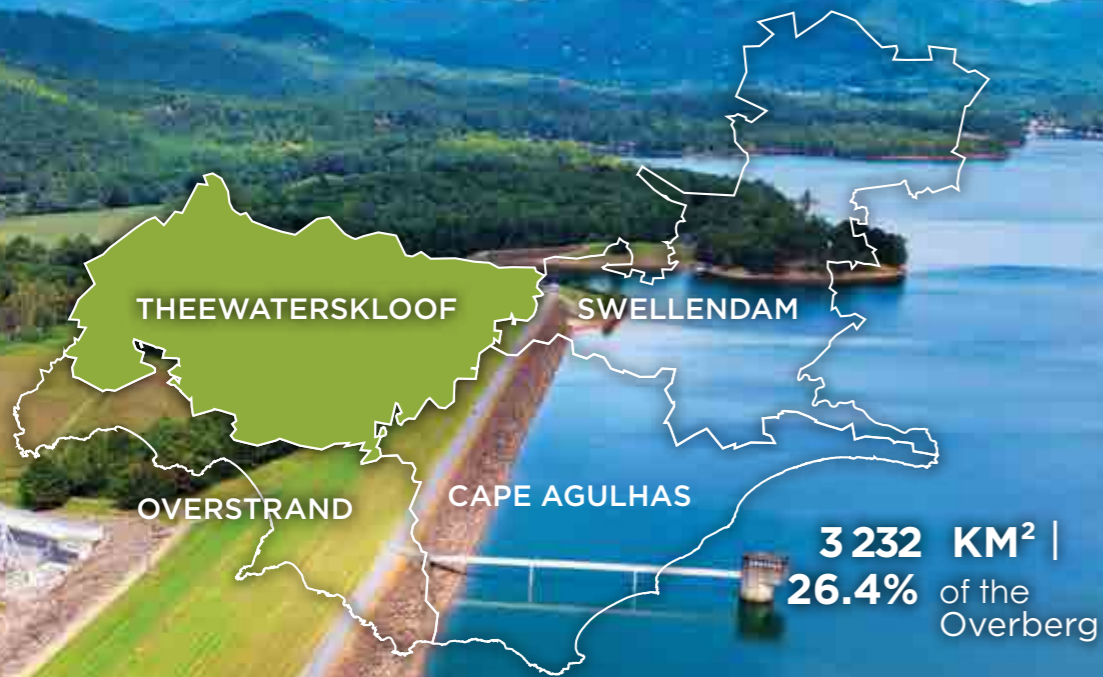 THEEWATERSKLOOF
SWELLENDAM
OVERSTRAND
CAPE AGULHAS
3 232 KM² |
26.4% of the
Overberg